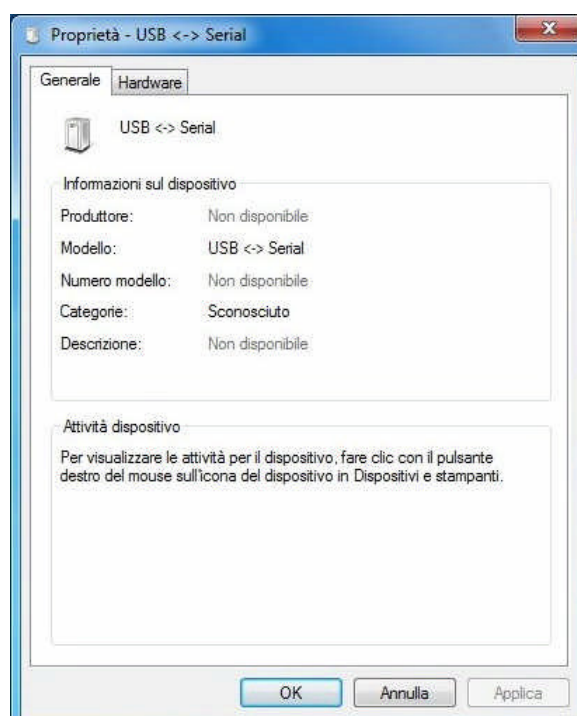 Proprietà - USB <-> Serial
Generale
Hardware
USB <-> Serial
Informazioni sul dispositivo
Produttore: Non disponibile
Modello: USB <-> Serial
Numero modello: Non disponibile
Categorie: Sconosciuto
Descrizione: Non disponibile
Attività dispositivo
Per visualizzare le attività per il dispositivo, fare clic con il pulsante
destro del mouse sull'icona del dispositivo in Dispositivi e stampanti.
OK
Annulla
Applica